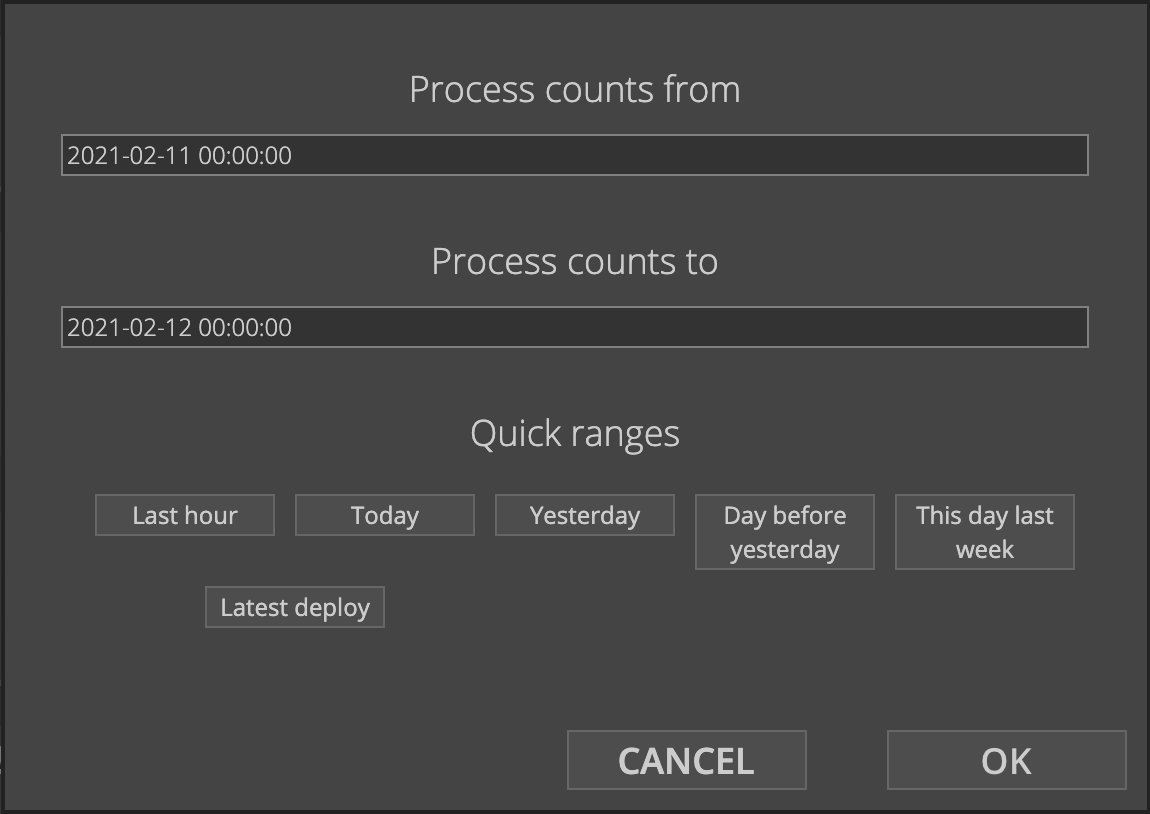 Process counts from
2021-02-11 00:00:00
Process counts to
2021-02-12 00:00:00
Quick ranges
Last hour
Today
Yesterday
Day before
yesterday
This day last
week
Latest deploy
CANCEL
OK